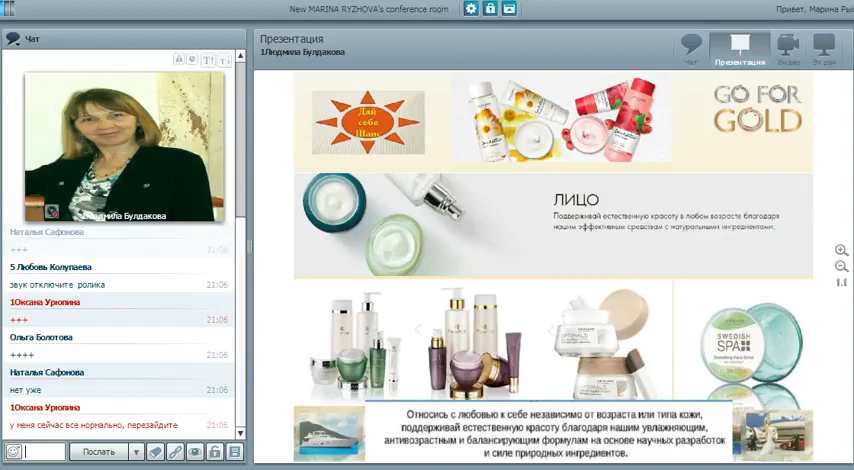 New MARINA RYZHOVA's conference room
Привет, Марина Рыж
Чат
Людмила Булдакова
Наталья Сафонова
+++ 21:06
5 Любовь Колупаева
звук отключите ролика 21:06
1Оксана Урюпина
+++ 21:06
Ольга Болотова
++++ 21:06
Наталья Сафонова
нет уже 21:06
1Оксана Урюпина
у меня сейчас все нормально, перезайдите 21:06
Послать
Презентация
1Людмила Булдакова
Чат
Презентация
Видео
Экран
1:1
Дай
себе
Шанс
GO FOR
GOLD
ЛИЦО
Поддерживай естественную красоту в любом возрасте благодаря
нашим эффективным средствам с натуральными ингредиентами.
OPTIMALS
OPTIMALS
SWEDISH
SPA
Относись с любовью к себе независимо от возраста или типа кожи,
поддерживай естественную красоту благодаря нашим увлажняющим,
антивозрастным и балансирующим формулам на основе научных разработок
и силе природных ингредиентов.